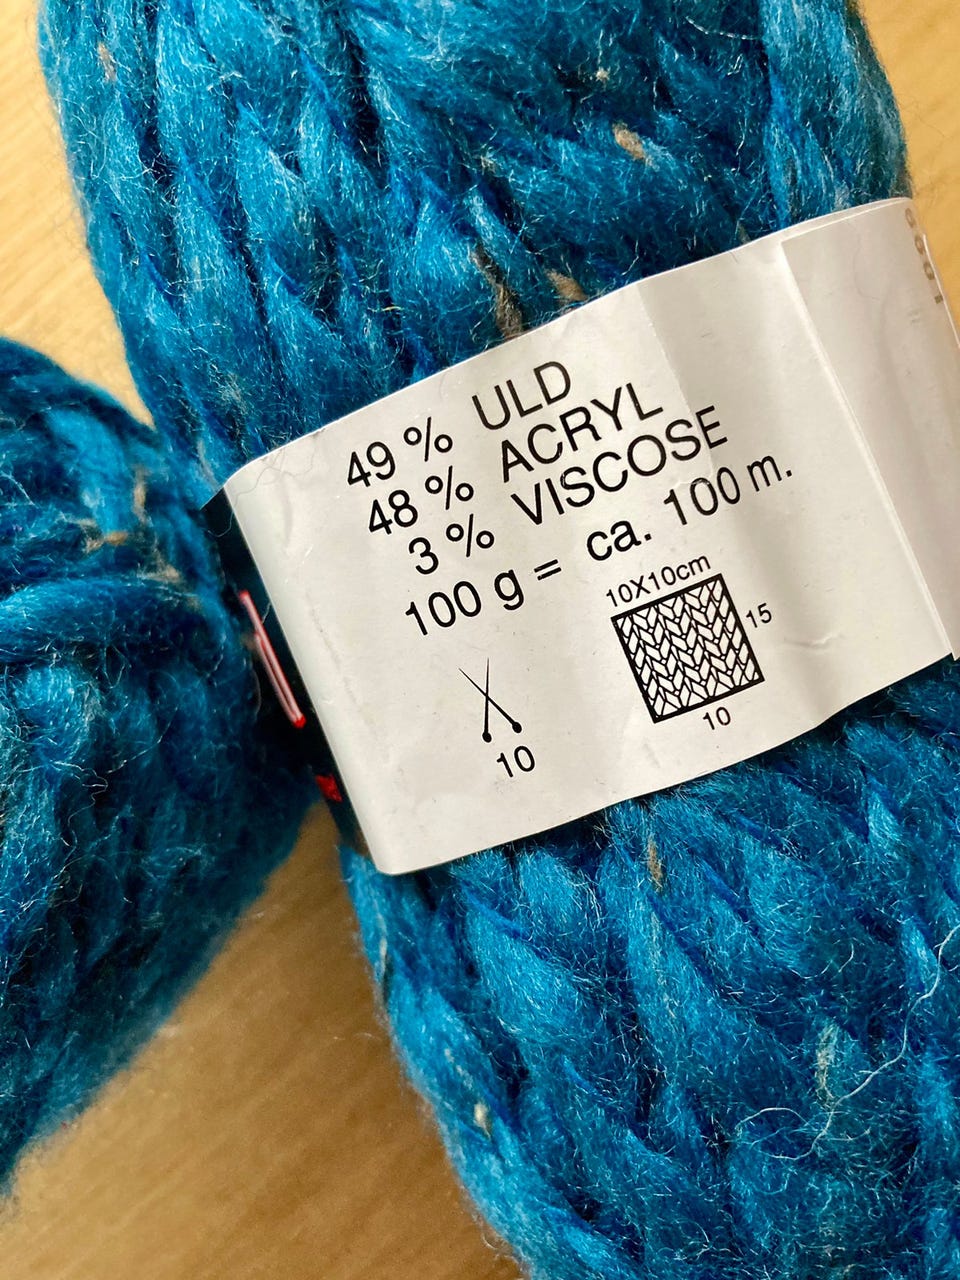 49 % ULD
48 % ACRYL
3 % VISCOSE
100 g = ca. 100 m.
10X10cm
15
10
10